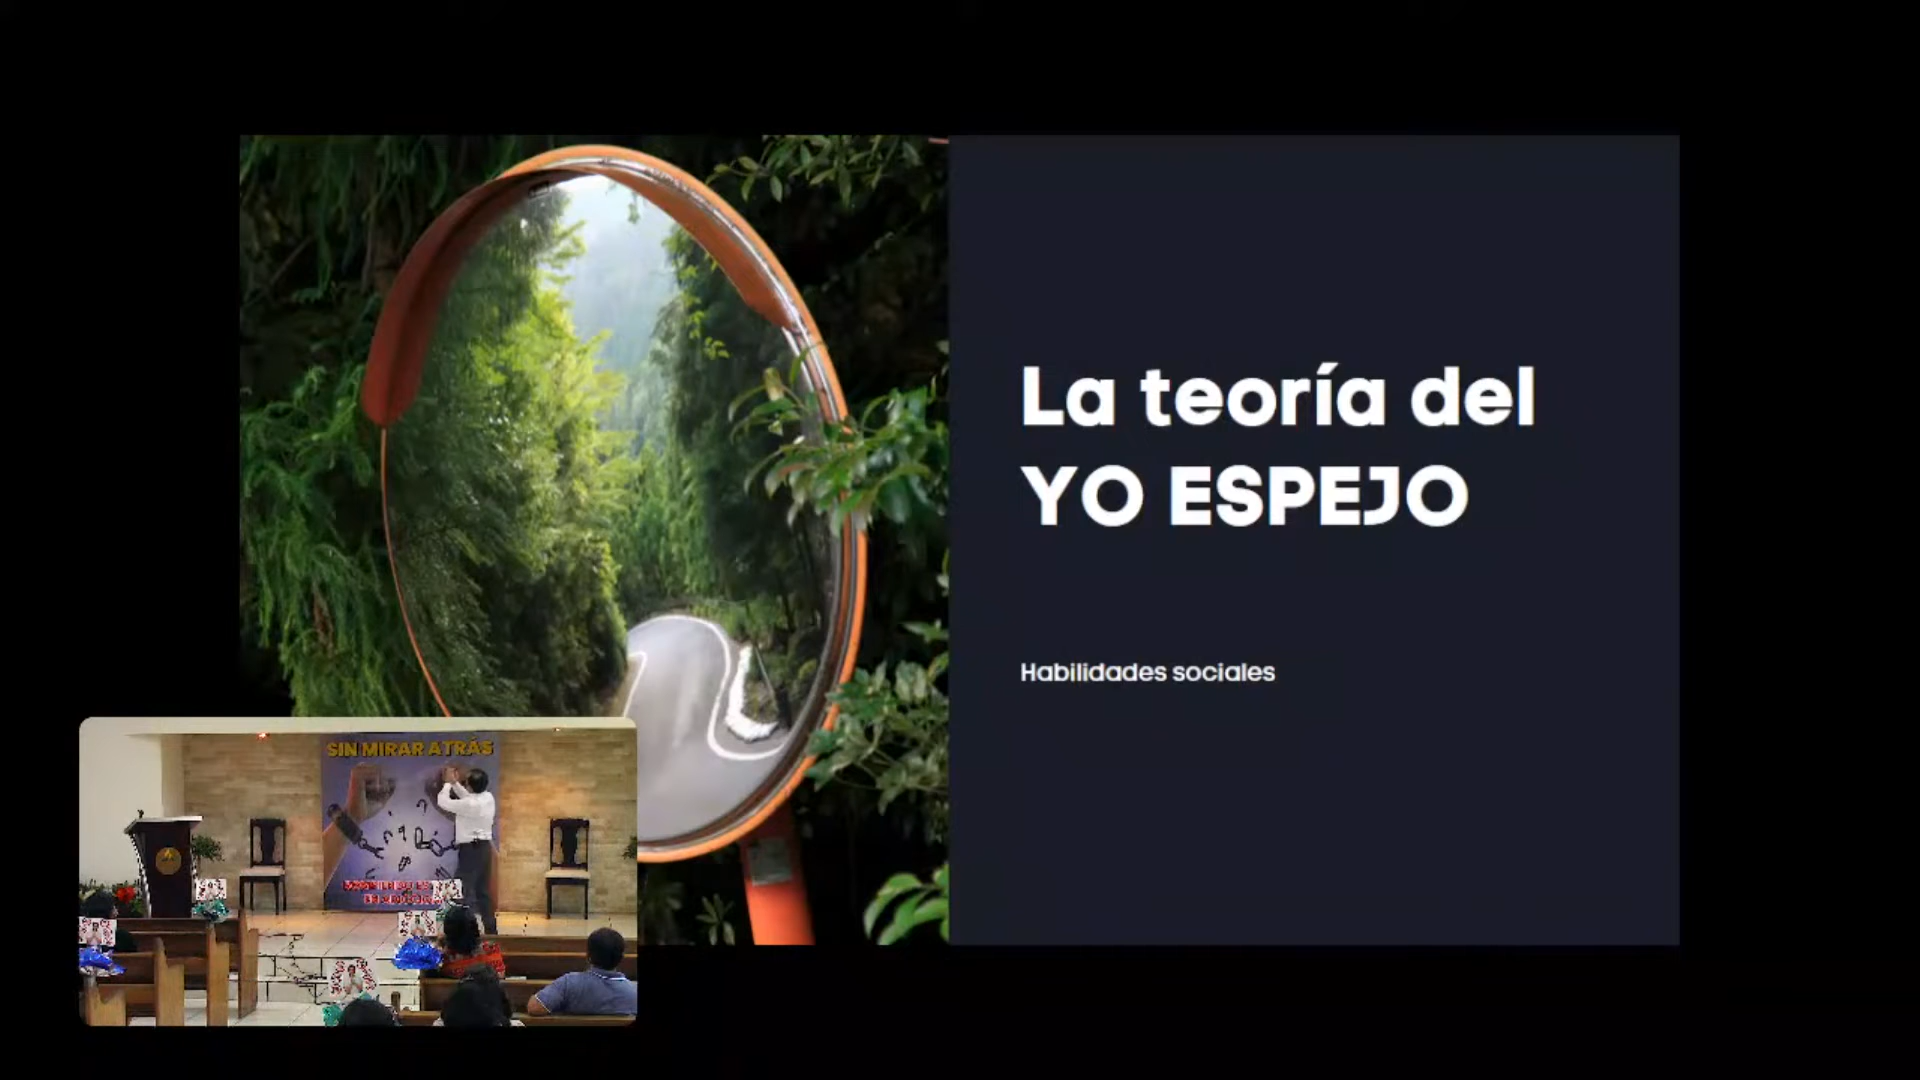 La teoría del
YO ESPEJO
Habilidades sociales
SIN MIRAR ATRÁS